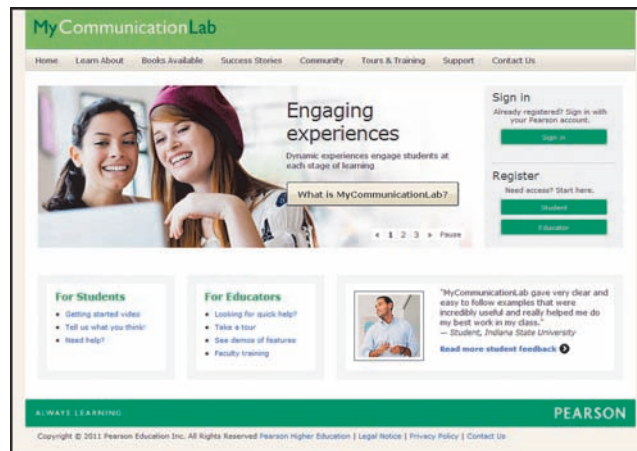 MyCommunicationLab
Home Learn About Books Available Success Stories Community Tours & Training Support Contact Us
Engaging
experiences
Dynamic experiences engage students at
each stage of learning
What is MyCommunicationLab?
« 1 2 3 » Pause
Sign in
Already registered? Sign in with
your Pearson account.
Sign in
Register
Need access? Start here.
Student
Educator
For Students
• Getting started video
• Tell us what you think!
• Need help?
For Educators
• Looking for quick help?
• Take a tour
• See demos of features
• Faculty training
"MyCommunicationLab gave very clear and
easy to follow examples that were
incredibly useful and really helped me do
my best work in my class."
— Student, Indiana State University
Read more student feedback
ALWAYS LEARNING
PEARSON
Copyright © 2011 Pearson Education Inc. All Rights Reserved Pearson Higher Education | Legal Notice | Privacy Policy | Contact Us